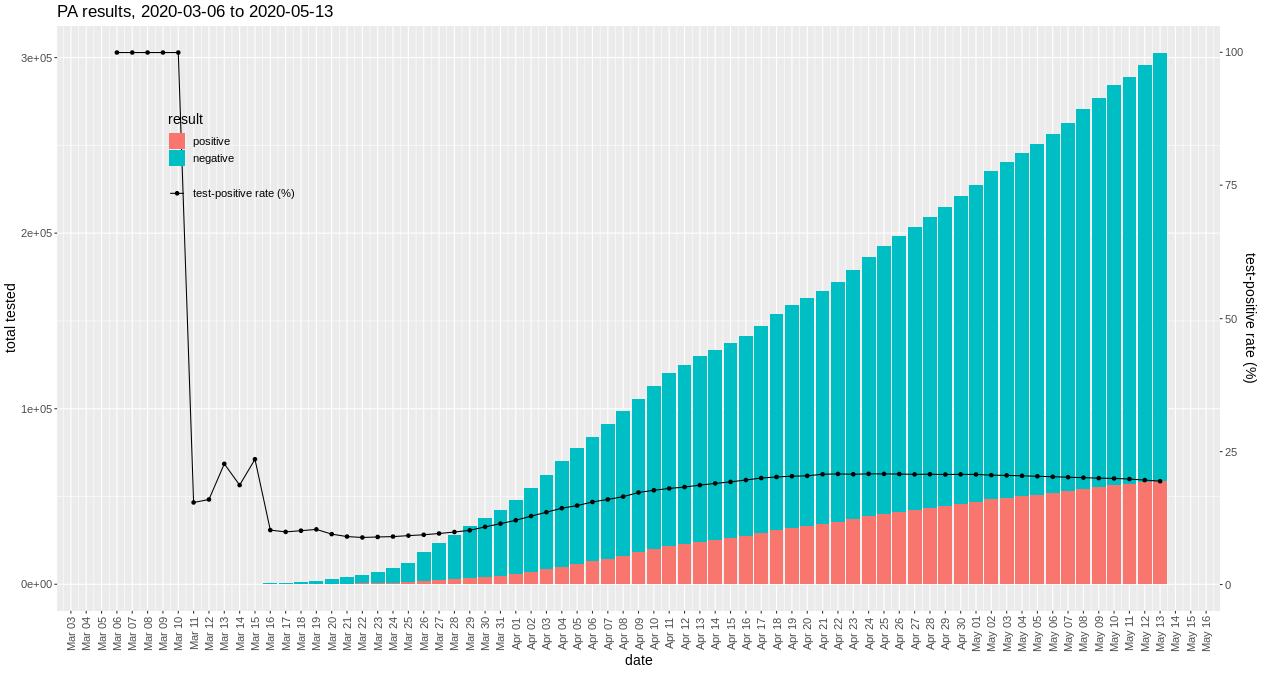 PA results, 2020-03-06 to 2020-05-13
total tested
3e+05
2e+05
1e+05
0e+00
result
positive
negative
test-positive rate (%)
100
75
50
25
0
test-positive rate (%)
Mar 03
Mar 04
Mar 05
Mar 06
Mar 07
Mar 08
Mar 09
Mar 10
Mar 11
Mar 12
Mar 13
Mar 14
Mar 15
Mar 16
Mar 17
Mar 18
Mar 19
Mar 20
Mar 21
Mar 22
Mar 23
Mar 24
Mar 25
Mar 26
Mar 27
Mar 28
Mar 29
Mar 30
Mar 31
Apr 01
Apr 02
Apr 03
Apr 04
Apr 05
Apr 06
Apr 07
Apr 08
Apr 09
Apr 10
Apr 11
Apr 12
Apr 13
Apr 14
Apr 15
Apr 16
Apr 17
Apr 18
Apr 19
Apr 20
Apr 21
Apr 22
Apr 23
Apr 24
Apr 25
Apr 26
Apr 27
Apr 28
Apr 29
Apr 30
May 01
May 02
May 03
May 04
May 05
May 06
May 07
May 08
May 09
May 10
May 11
May 12
May 13
May 14
May 15
May 16
date